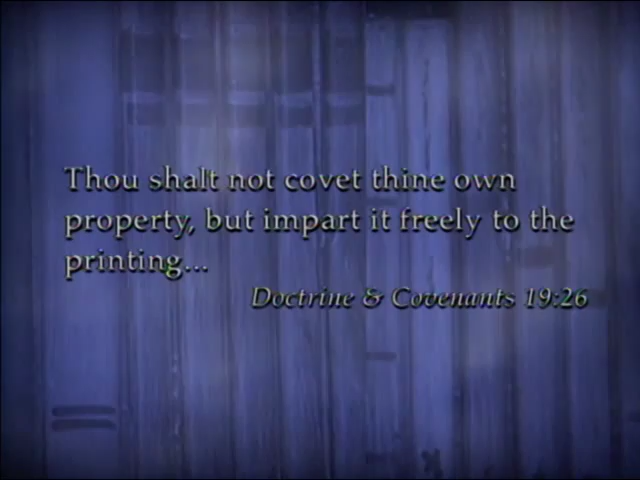 Thou shalt not covet thine own
property, but impart it freely to the
printing...
Doctrine & Covenants 19:26